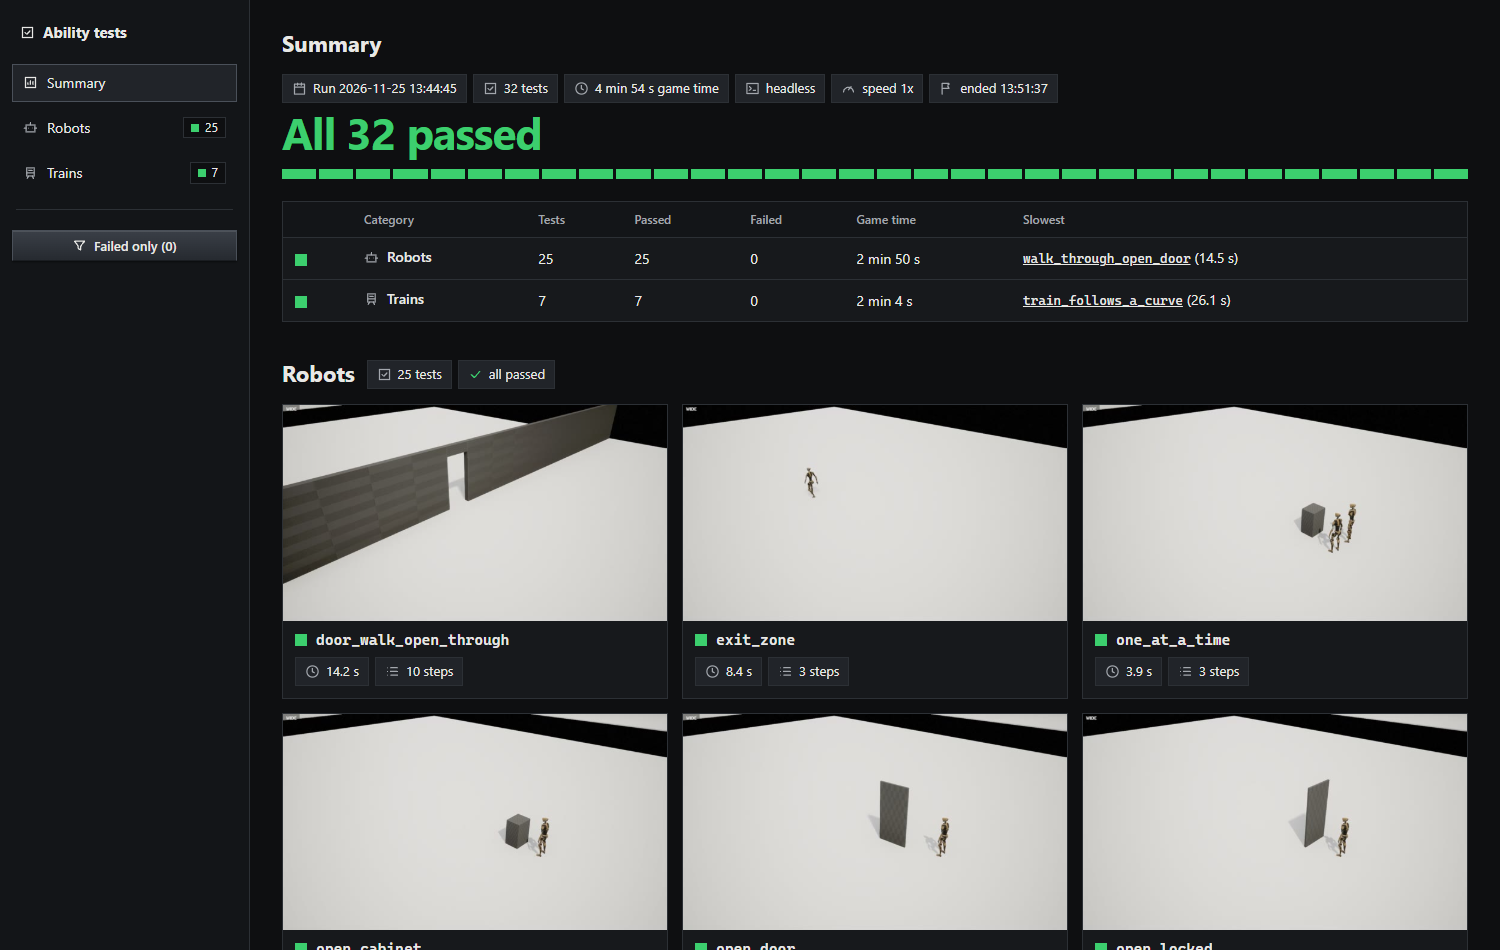 Ability tests
Summary
Robots 25
Trains 7
Failed only (0)
Summary
Run 2026-11-25 13:44:45 32 tests 4 min 54 s game time headless speed 1x ended 13:51:37
All 32 passed
Category Tests Passed Failed Game time Slowest
Robots 25 25 0 2 min 50 s walk_through_open_door (14.5 s)
Trains 7 7 0 2 min 4 s train_follows_a_curve (26.1 s)
Robots 25 tests all passed
door_walk_open_through
14.2 s 10 steps
exit_zone
8.4 s 3 steps
one_at_a_time
3.9 s 3 steps
open_cabinet
open_door
open_locked